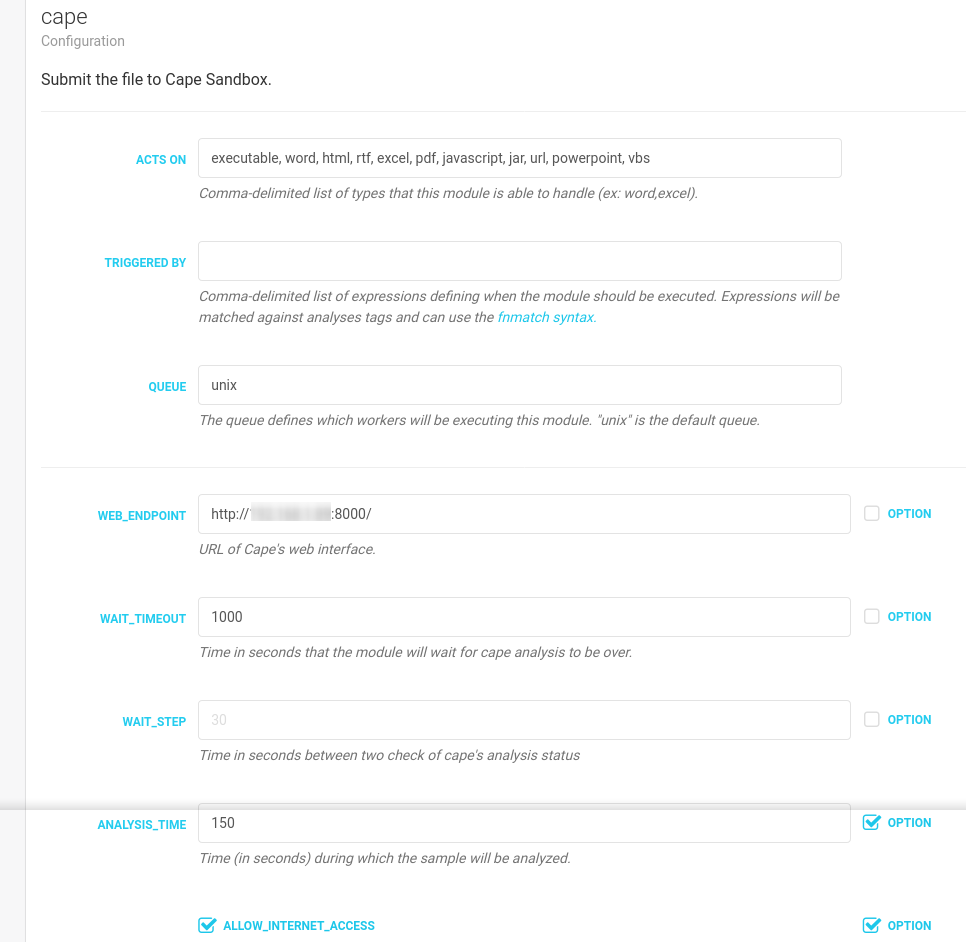 cape
Configuration
Submit the file to Cape Sandbox.
ACTS ON
executable, word, html, rtf, excel, pdf, javascript, jar, url, powerpoint, vbs
Comma-delimited list of types that this module is able to handle (ex: word,excel).
TRIGGERED BY
Comma-delimited list of expressions defining when the module should be executed. Expressions will be
matched against analyses tags and can use the fnmatch syntax.
QUEUE
unix
The queue defines which workers will be executing this module. "unix" is the default queue.
WEB_ENDPOINT
http:// :8000/
OPTION
URL of Cape's web interface.
WAIT_TIMEOUT
1000
OPTION
Time in seconds that the module will wait for cape analysis to be over.
WAIT_STEP
30
OPTION
Time in seconds between two check of cape's analysis status
ANALYSIS_TIME
150
OPTION
Time (in seconds) during which the sample will be analyzed.
ALLOW_INTERNET_ACCESS
OPTION